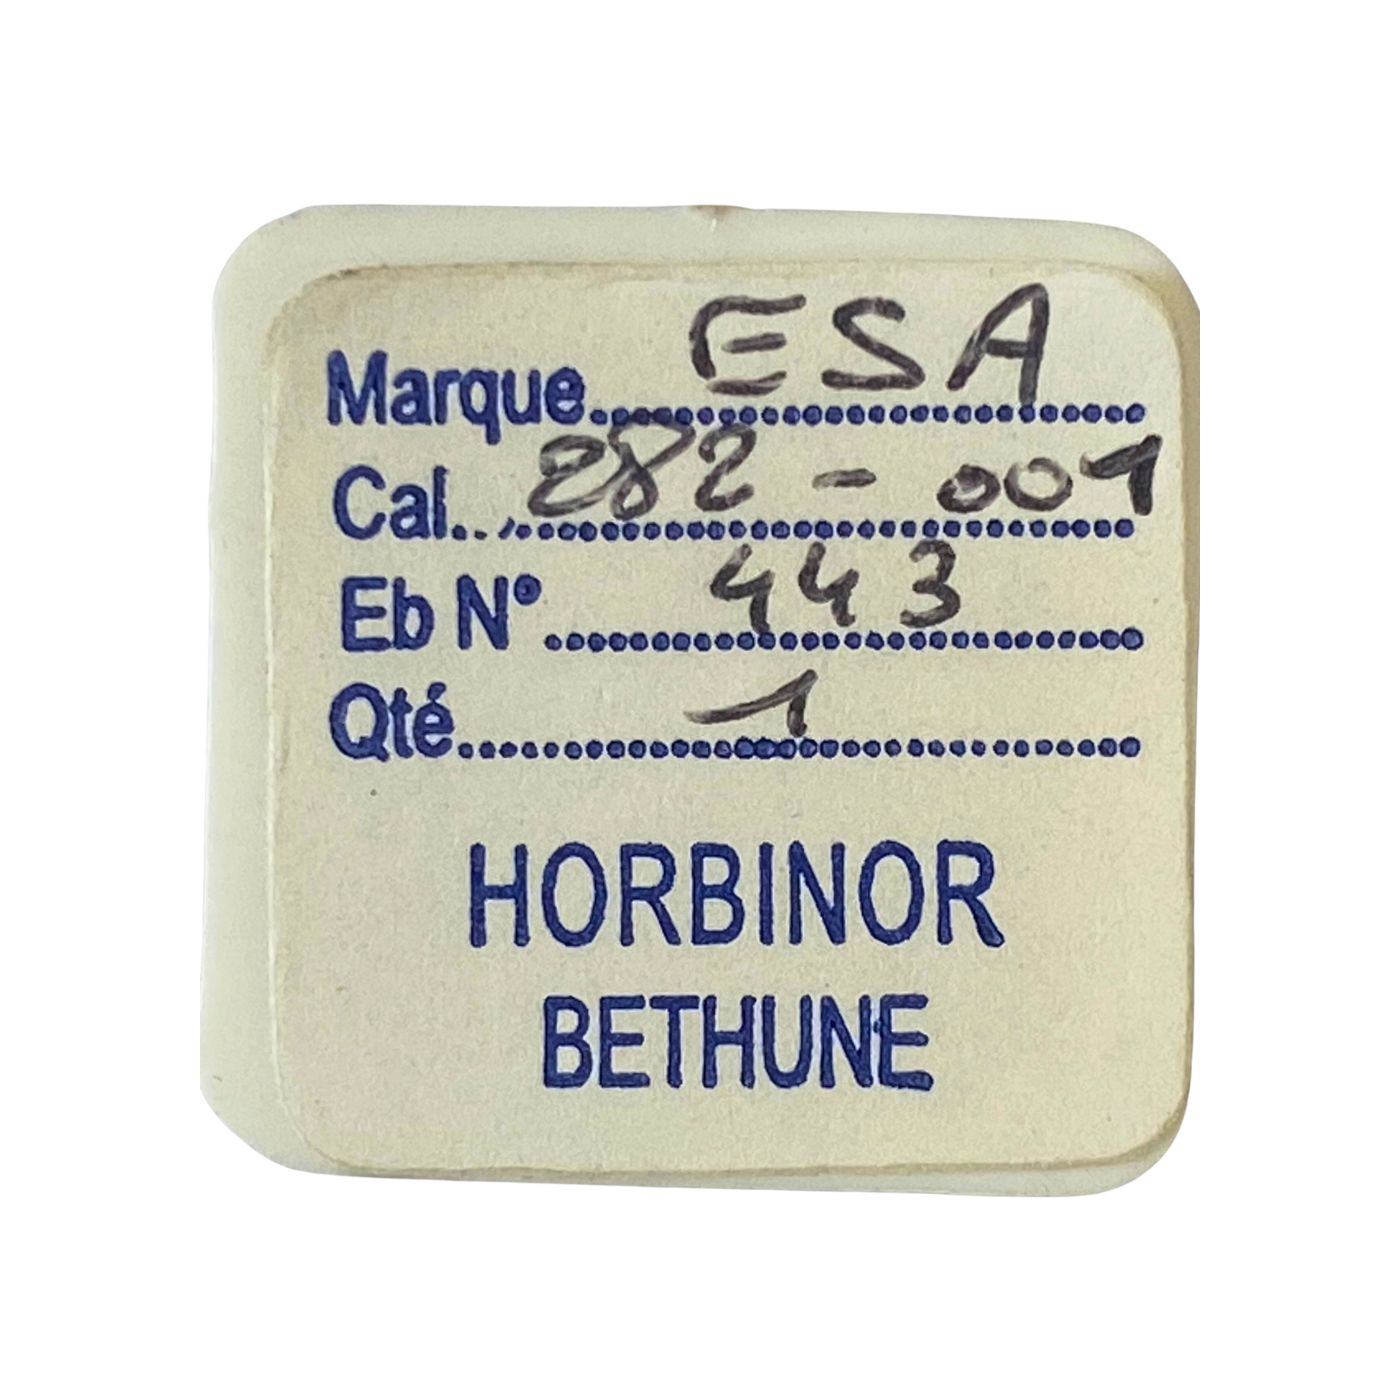 Marque ESA
Cal. 282-001
Eb N° 443
Qté 1
HORBINOR
BETHUNE